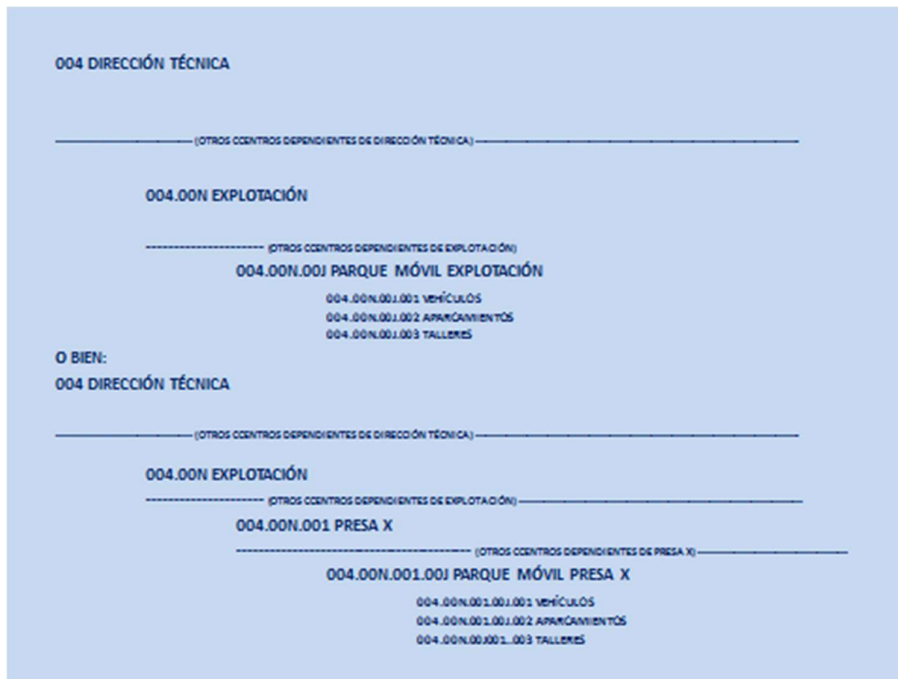 004 DIRECCIÓN TÉCNICA
(OTROS CCENTROS DEPENDIENTES DE DIRECCIÓN TÉCNICA)
004.00N EXPLOTACIÓN
(OTROS CCENTROS DEPENDIENTES DE EXPLOTACIÓN)
004.00N.00J PARQUE MÓVIL EXPLOTACIÓN
004.00N.00J.001 VEHÍCULOS
004.00N.00J.002 APARCAMIENTOS
004.00N.00J.003 TALLERES
O BIEN:
004 DIRECCIÓN TÉCNICA
(OTROS CCENTROS DEPENDIENTES DE DIRECCIÓN TÉCNICA)
004.00N EXPLOTACIÓN
(OTROS CCENTROS DEPENDIENTES DE EXPLOTACIÓN)
004.00N.001 PRESA X
(OTROS CCENTROS DEPENDIENTES DE PRESA X)
004.00N.001.00J PARQUE MÓVIL PRESA X
004.00N.001.00J.001 VEHÍCULOS
004.00N.001.00J.002 APARCAMIENTOS
004.00N.00J001..003 TALLERES